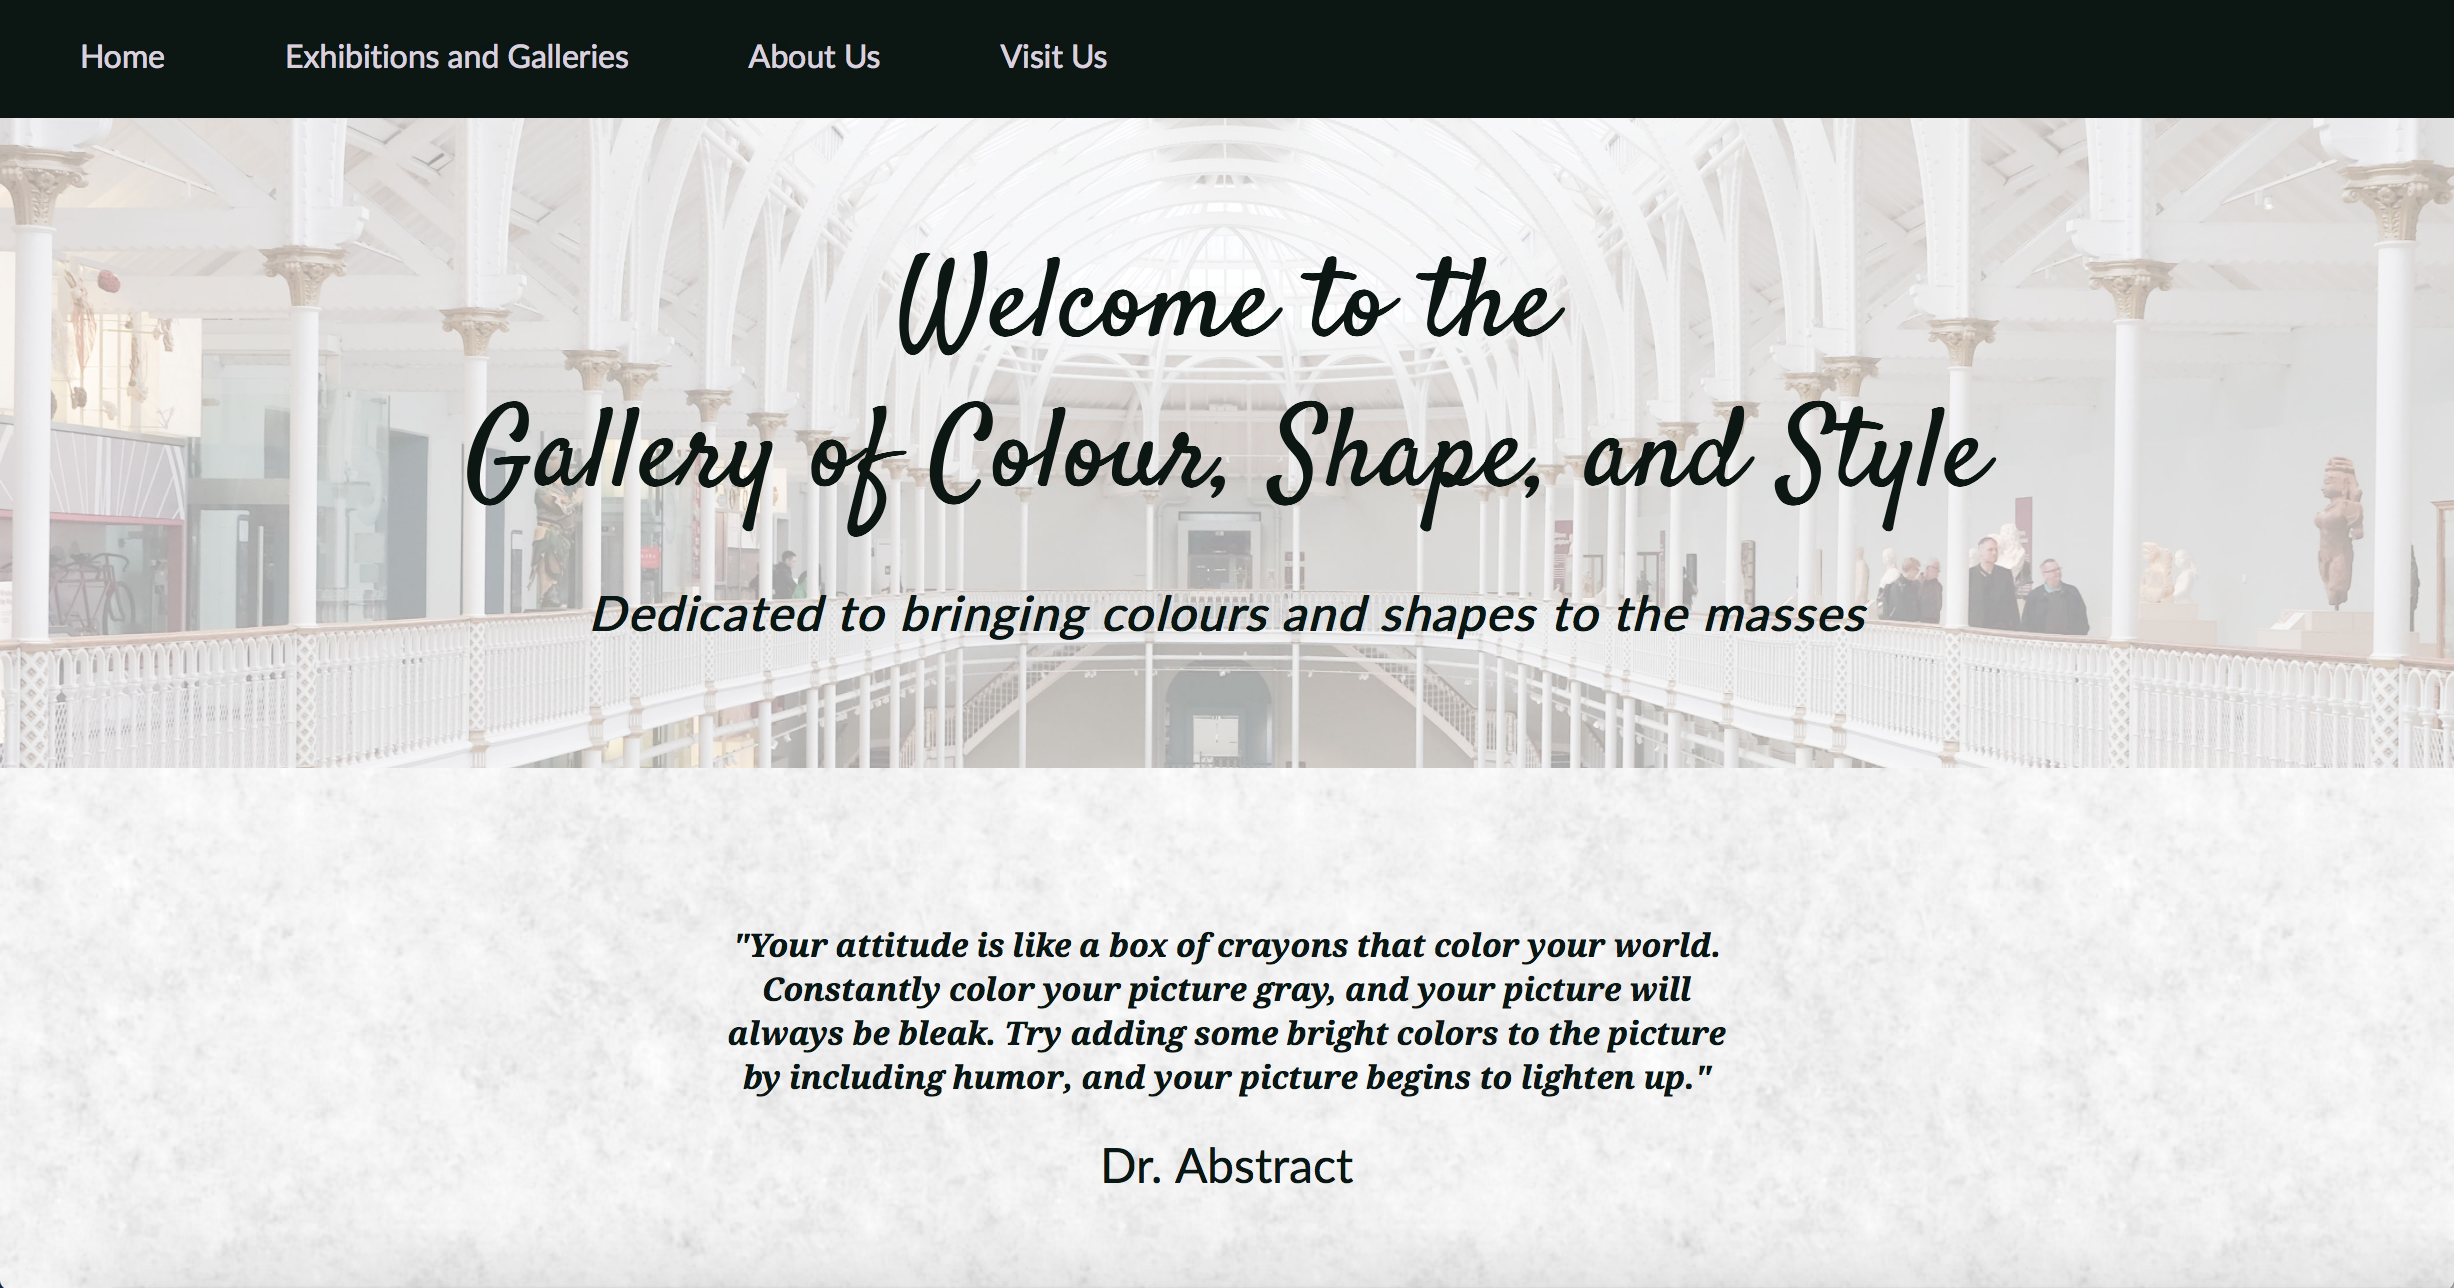 Home Exhibitions and Galleries About Us Visit Us
Welcome to the
Gallery of Colour, Shape, and Style
Dedicated to bringing colours and shapes to the masses
"Your attitude is like a box of crayons that color your world.
Constantly color your picture gray, and your picture will
always be bleak. Try adding some bright colors to the picture
by including humor, and your picture begins to lighten up."
Dr. Abstract